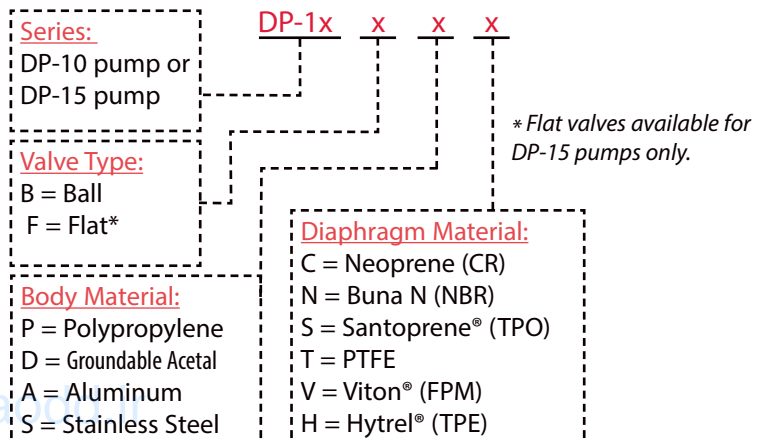 DP-1x x x x
Series:
DP-10 pump or
DP-15 pump
* Flat valves available for
DP-15 pumps only.
Valve Type:
B = Ball
F = Flat*
Body Material:
P = Polypropylene
D = Groundable Acetal
A = Aluminum
S = Stainless Steel
Diaphragm Material:
C = Neoprene (CR)
N = Buna N (NBR)
S = Santoprene® (TPO)
T = PTFE
V = Viton® (FPM)
H = Hytrel® (TPE)